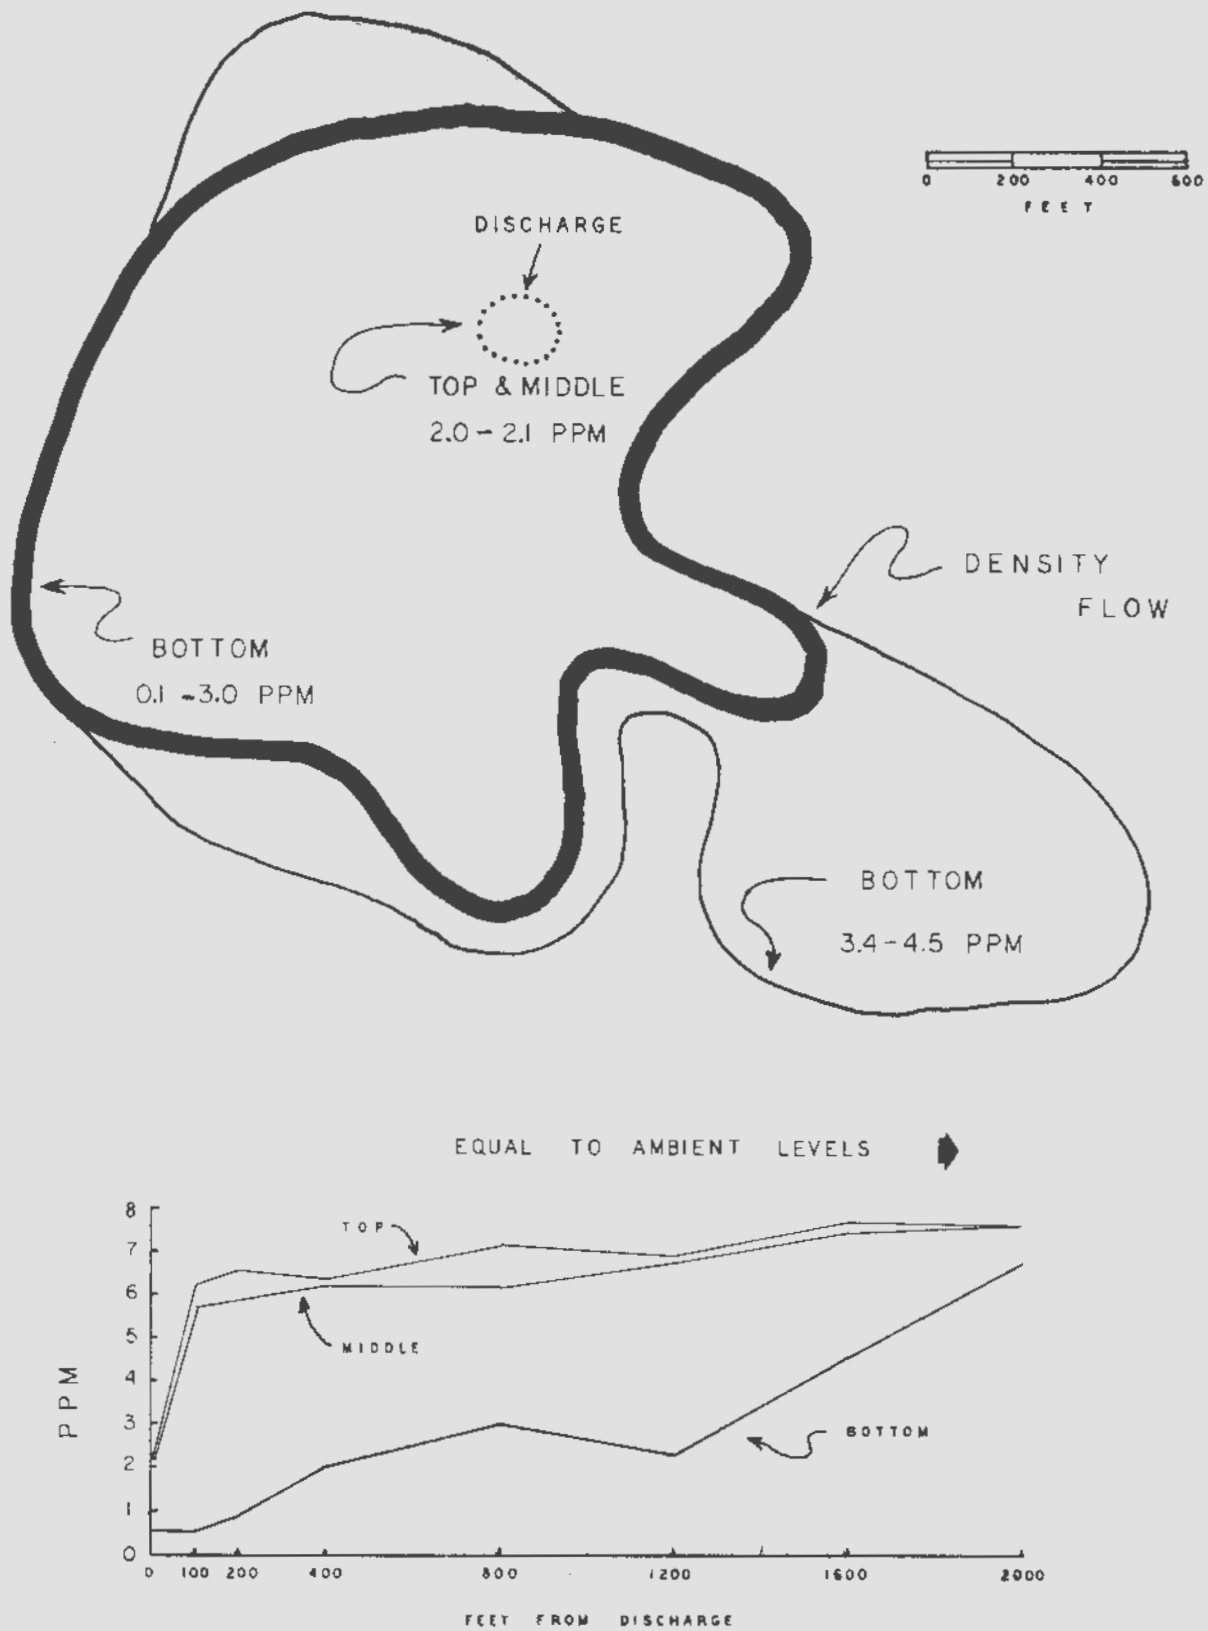 0 200 400 600
FEET
DISCHARGE
TOP & MIDDLE
2.0-2.1 PPM
DENSITY
FLOW
BOTTOM
0.1-3.0 PPM
BOTTOM
3.4-4.5 PPM
EQUAL TO AMBIENT LEVELS
8
TOP
7
6
5
MIDDLE
4
PPM
3
BOTTOM
2
1
0
0 100 200 400 800 1200 1600 2000
FEET FROM DISCHARGE